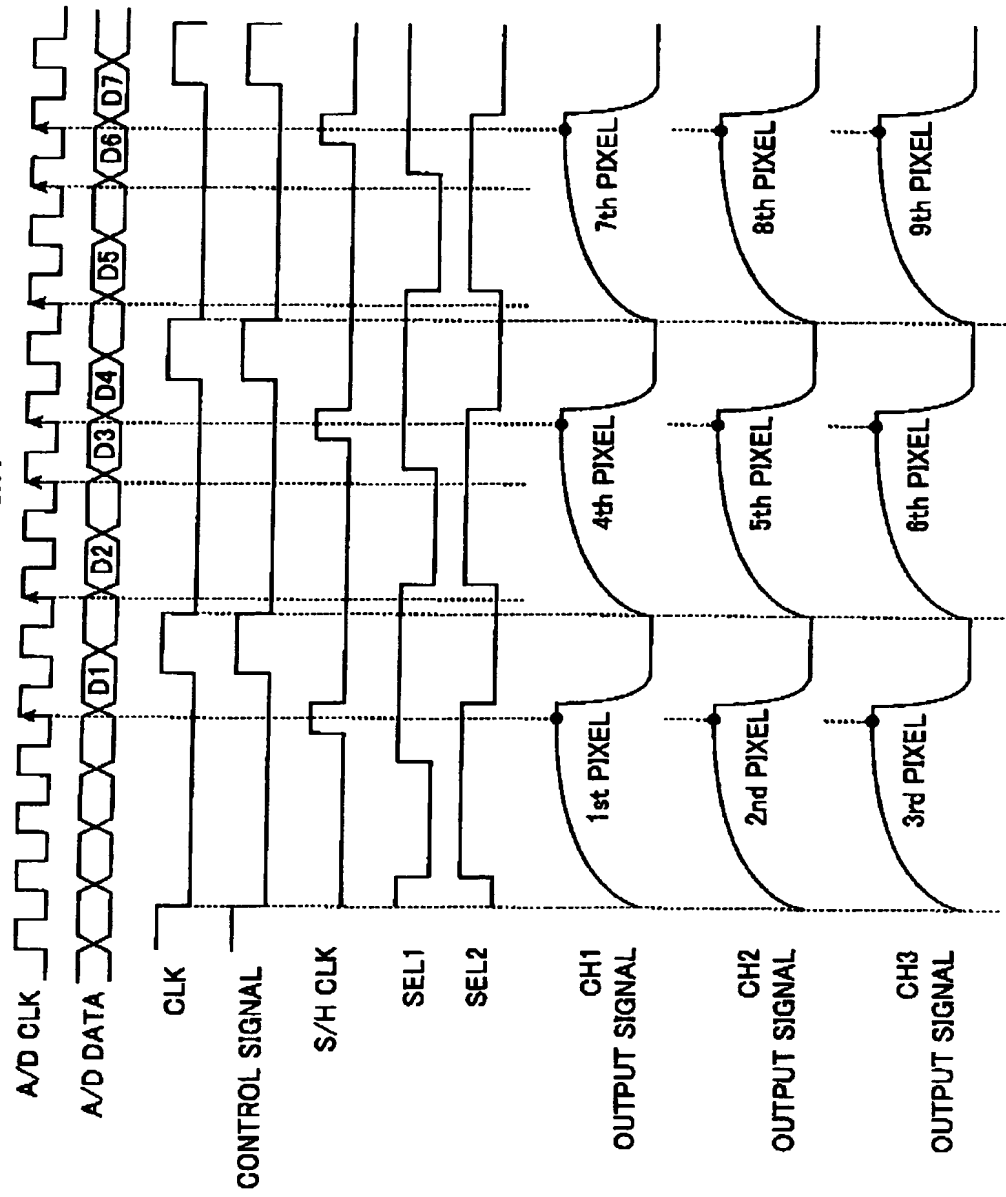 A/D CLK
A/D DATA
D1
D2
D3
D4
D5
D6
D7
CLK
CONTROL SIGNAL
S/H CLK
SEL1
SEL2
CH1
OUTPUT SIGNAL
1st PIXEL
4th PIXEL
7th PIXEL
CH2
OUTPUT SIGNAL
2nd PIXEL
5th PIXEL
8th PIXEL
CH3
OUTPUT SIGNAL
3rd PIXEL
6th PIXEL
9th PIXEL